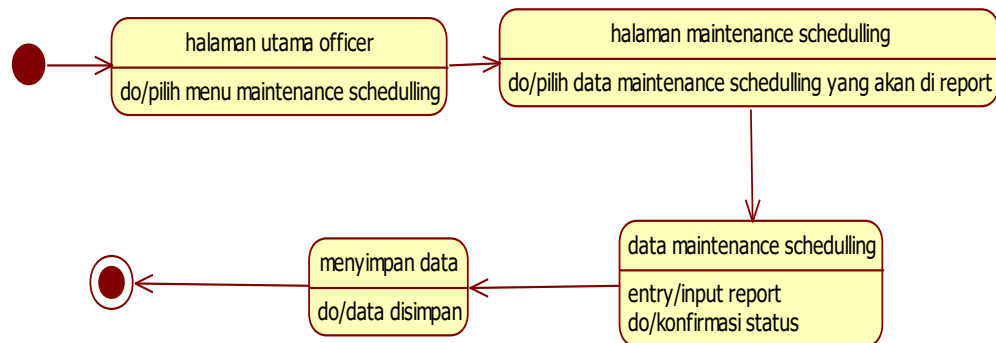 halaman utama officer
do/pilih menu maintenance schedulling
halaman maintenance schedulling
do/pilih data maintenance schedulling yang akan di report
data maintenance schedulling
entry/input report
do/konfirmasi status
menyimpan data
do/data disimpan